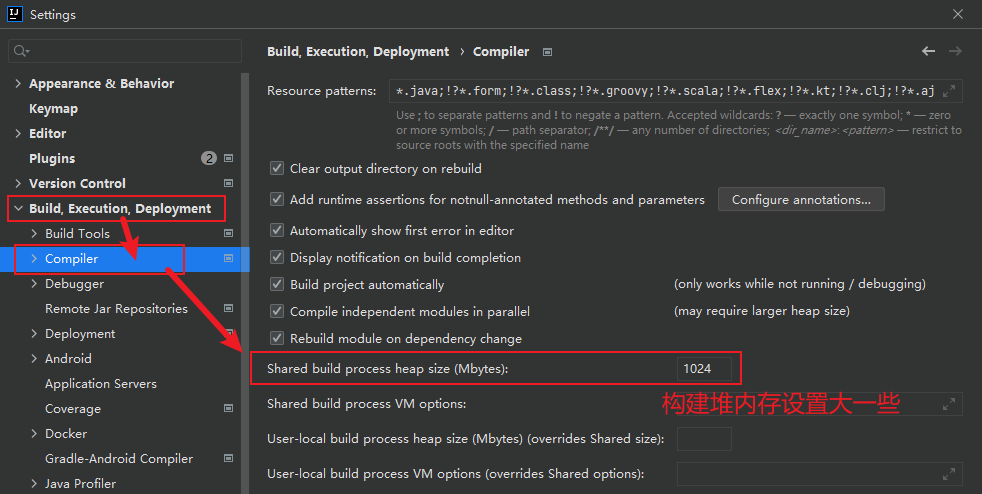 Settings
Appearance & Behavior
Keymap
Editor
Plugins
2
Version Control
Build, Execution, Deployment
Build Tools
Compiler
Debugger
Remote Jar Repositories
Deployment
Android
Application Servers
Coverage
Docker
Gradle-Android Compiler
Java Profiler
Build, Execution, Deployment › Compiler
Resource patterns: *.java;!?*.form;!?*.class;!?*.groovy;!?*.scala;!?*.flex;!?*.kt;!?*.clj;!?*.aj
Use ; to separate patterns and ! to negate a pattern. Accepted wildcards: ? — exactly one symbol; * — zero
or more symbols; / — path separator; /**/ — any number of directories; <dir_name>:<pattern> — restrict to
source roots with the specified name
Clear output directory on rebuild
Add runtime assertions for notnull-annotated methods and parameters Configure annotations...
Automatically show first error in editor
Display notification on build completion
Build project automatically (only works while not running / debugging)
Compile independent modules in parallel (may require larger heap size)
Rebuild module on dependency change
Shared build process heap size (Mbytes): 1024
构建堆内存设置大一些
Shared build process VM options:
User-local build process heap size (Mbytes) (overrides Shared size):
User-local build process VM options (overrides Shared options):